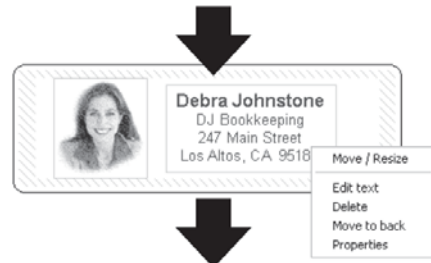 Debra Johnstone
DJ Bookkeeping
247 Main Street
Los Altos, CA 9518
Move / Resize
Edit text
Delete
Move to back
Properties